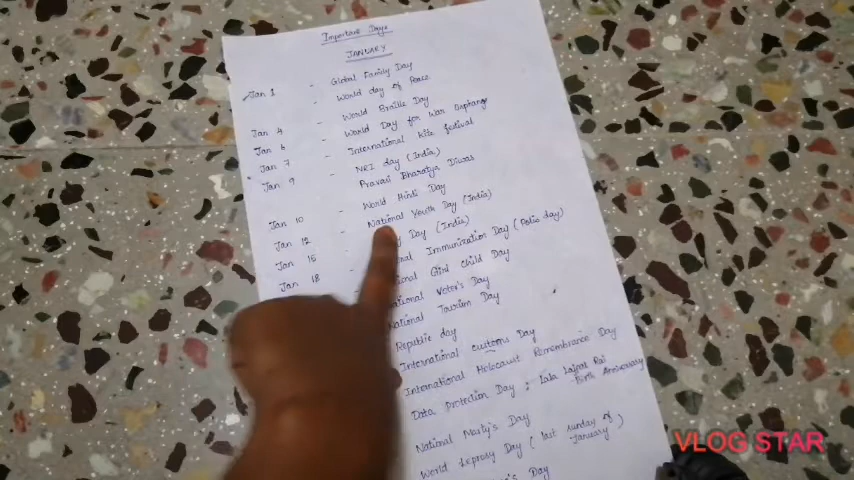 Important Days
JANUARY
Jan 1 - Global Family Day
- World day of Peace
Jan 4 - World Braille Day
Jan 6 - World Day for War Orphange
Jan 7 - International Kite festival
Jan 9 - NRI day (India)
Pravasi Bharatya Diwas
Jan 10 - World Hindi Day
Jan 12 - National Youth Day (India)
Jan 15 - Day (India)
Jan 18 - Immunization Day (Polio day)
Girl Child Day
National Voter's Day
National Tourism Day
Republic day
International Customs Day
International Holocaust Remembrance Day
Data Protection Day ; Lala Lajpat Rai
Birth Anniversary
National Day
World Leprosy Day (last sunday of
January)
Day
VLOG STAR